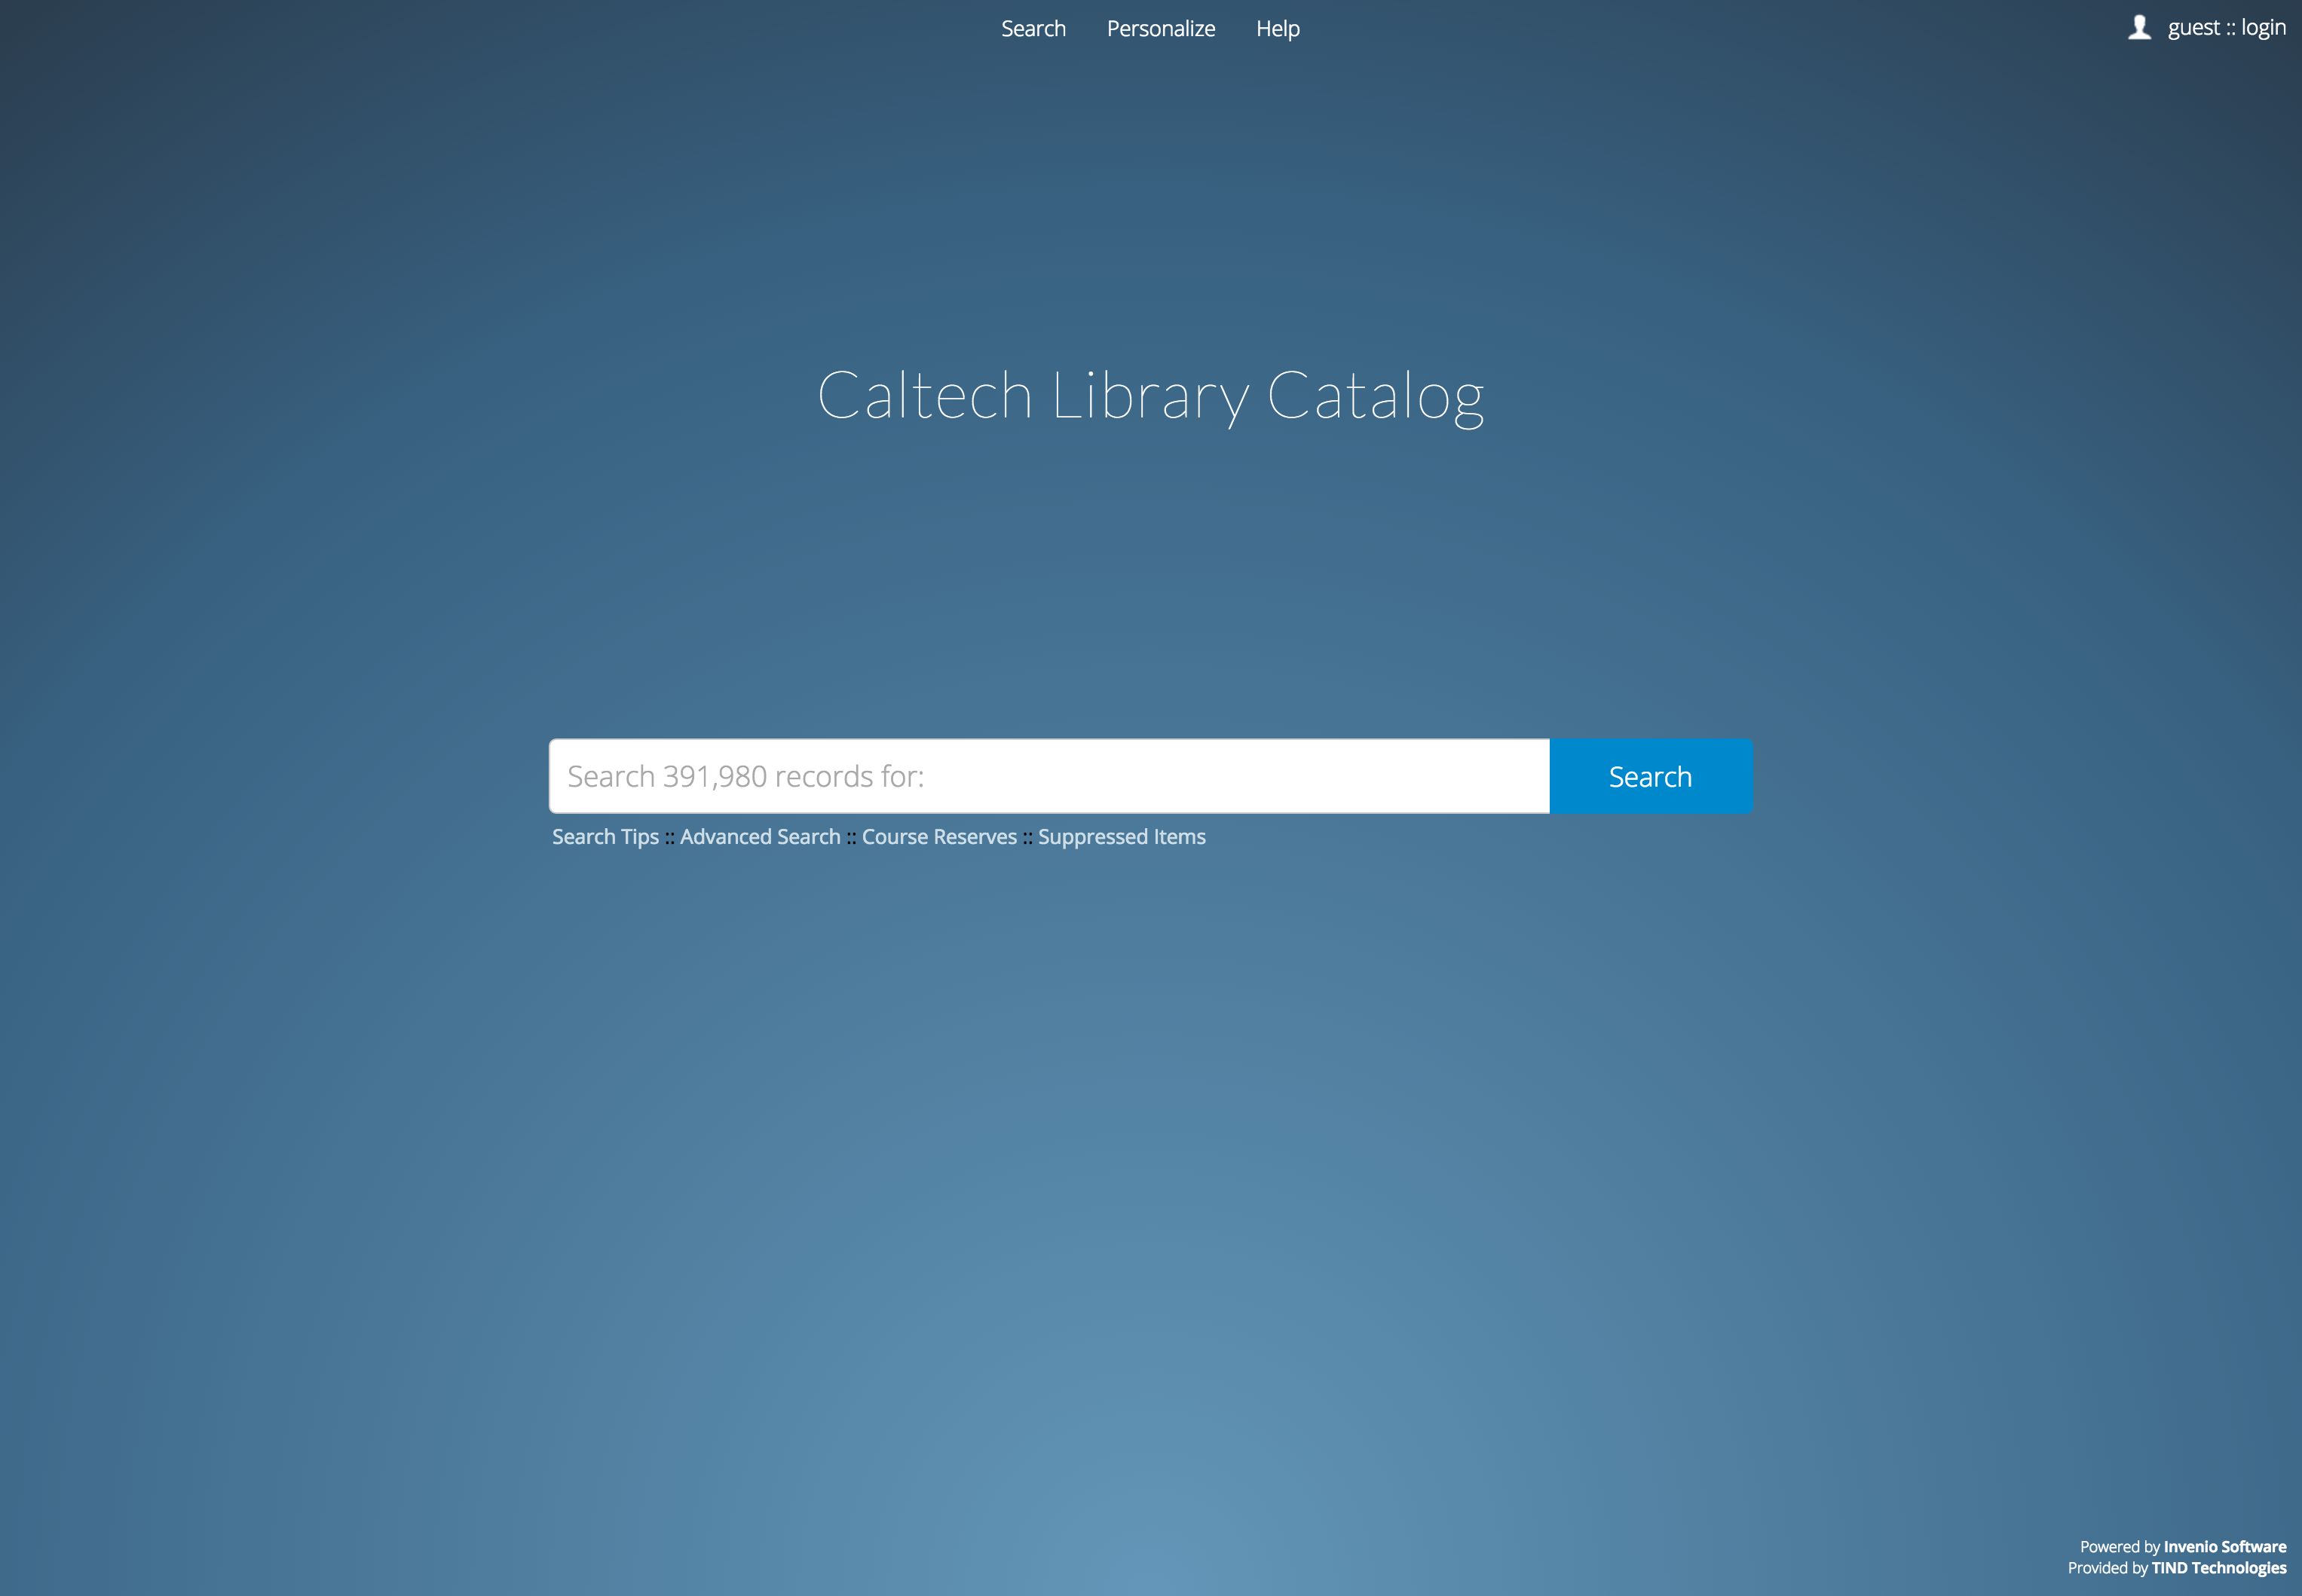 Search Personalize Help
guest :: login
Caltech Library Catalog
Search 391,980 records for:
Search
Search Tips :: Advanced Search :: Course Reserves :: Suppressed Items
Powered by Invenio Software
Provided by TIND Technologies